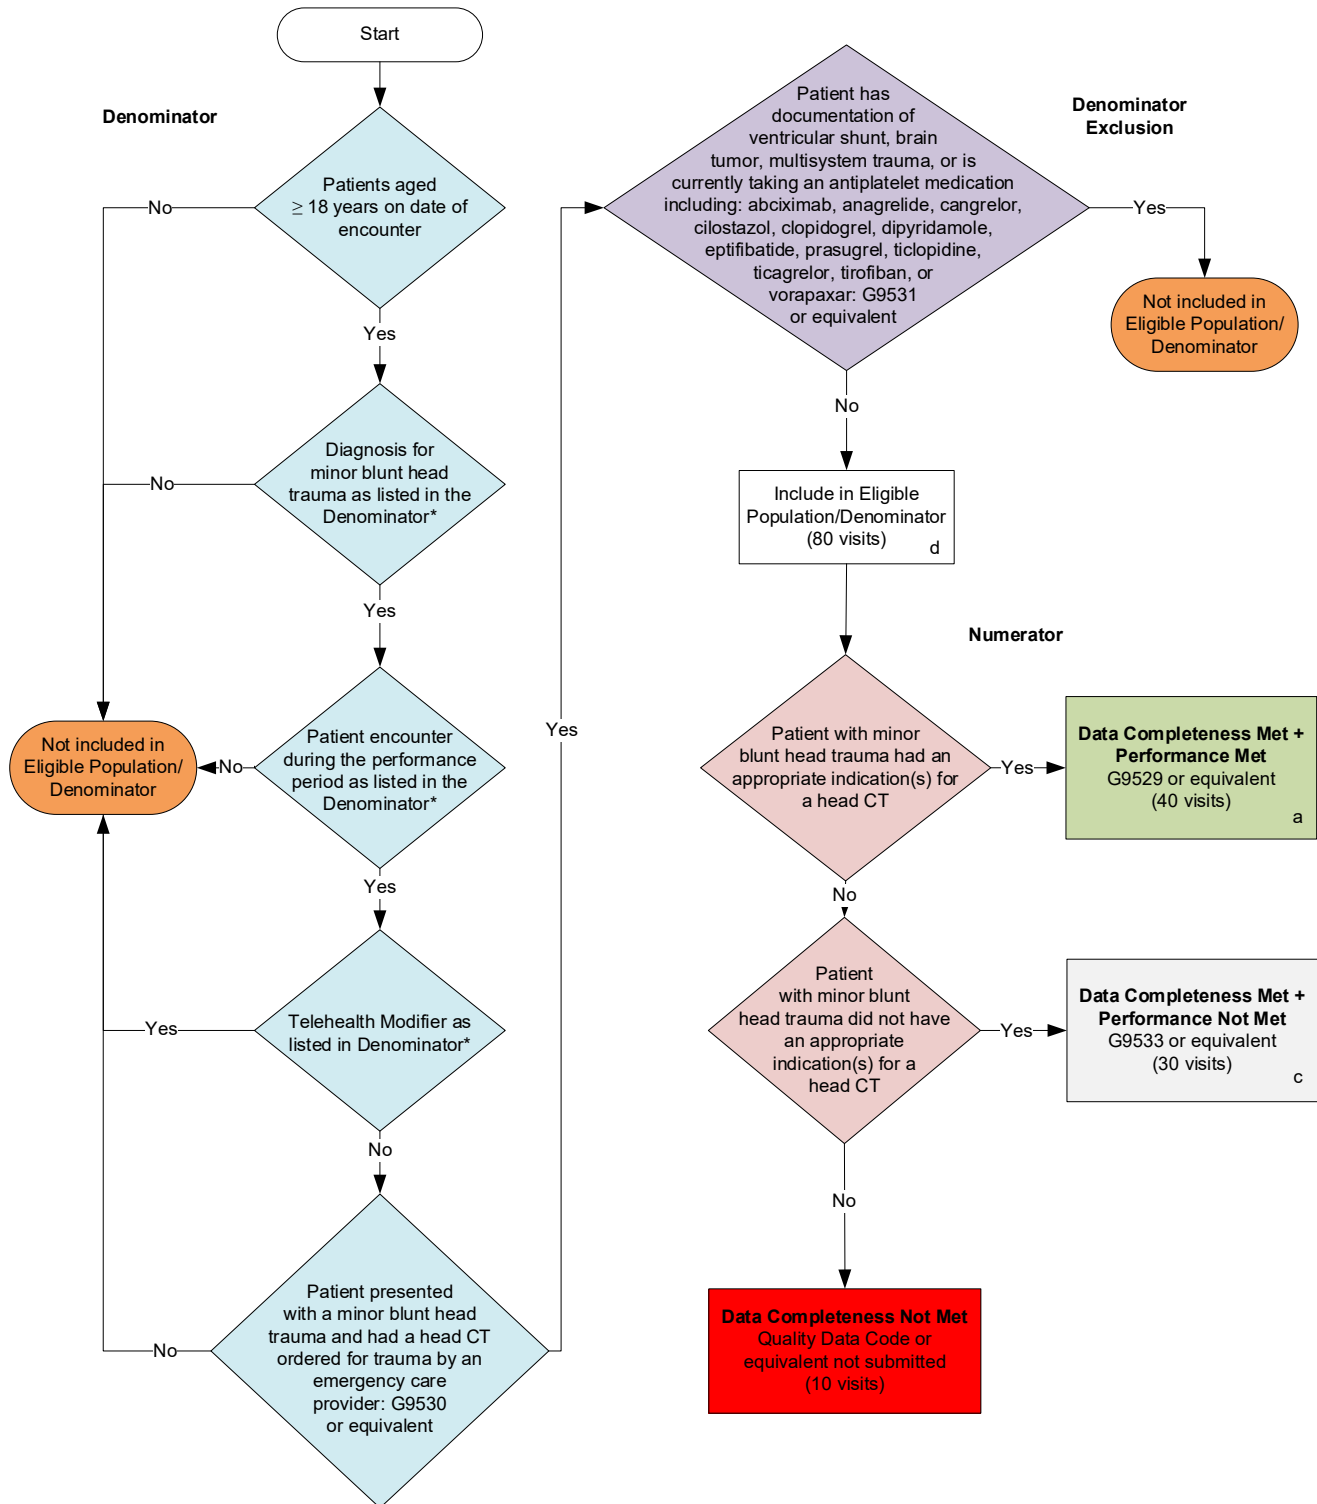 Start
Denominator
Patients aged
≥ 18 years on date of
encounter
No
Yes
Diagnosis for
minor blunt head
trauma as listed in the
Denominator*
No
Yes
Patient encounter
during the performance
period as listed in the
Denominator*
No
Not included in
Eligible Population/
Denominator
Yes
Telehealth Modifier as
listed in Denominator*
Yes
No
Patient presented
with a minor blunt head
trauma and had a head CT
ordered for trauma by an
emergency care
provider: G9530
or equivalent
No
Yes
Patient has
documentation of
ventricular shunt, brain
tumor, multisystem trauma, or is
currently taking an antiplatelet medication
including: abciximab, anagrelide, cangrelor,
cilostazol, clopidogrel, dipyridamole,
eptifibatide, prasugrel, ticlopidine,
ticagrelor, tirofiban, or
vorapaxar: G9531
or equivalent
Denominator
Exclusion
Yes
Not included in
Eligible Population/
Denominator
No
Include in Eligible
Population/Denominator
(80 visits)
d
Numerator
Patient with minor
blunt head trauma had an
appropriate indication(s) for
a head CT
Yes
Data Completeness Met +
Performance Met
G9529 or equivalent
(40 visits)
a
No
Patient
with minor blunt
head trauma did not have
an appropriate
indication(s) for a
head CT
Yes
Data Completeness Met +
Performance Not Met
G9533 or equivalent
(30 visits)
c
No
Data Completeness Not Met
Quality Data Code or
equivalent not submitted
(10 visits)